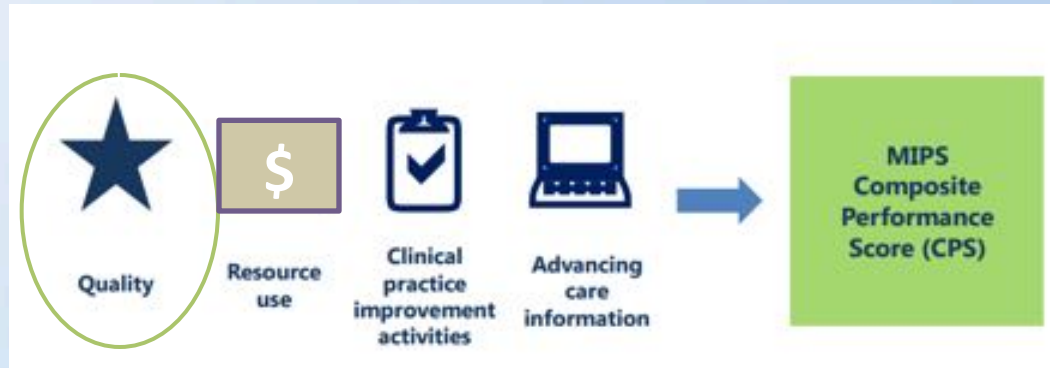 Quality
$
Resource
use
Clinical
practice
improvement
activities
Advancing
care
information
MIPS
Composite
Performance
Score (CPS)